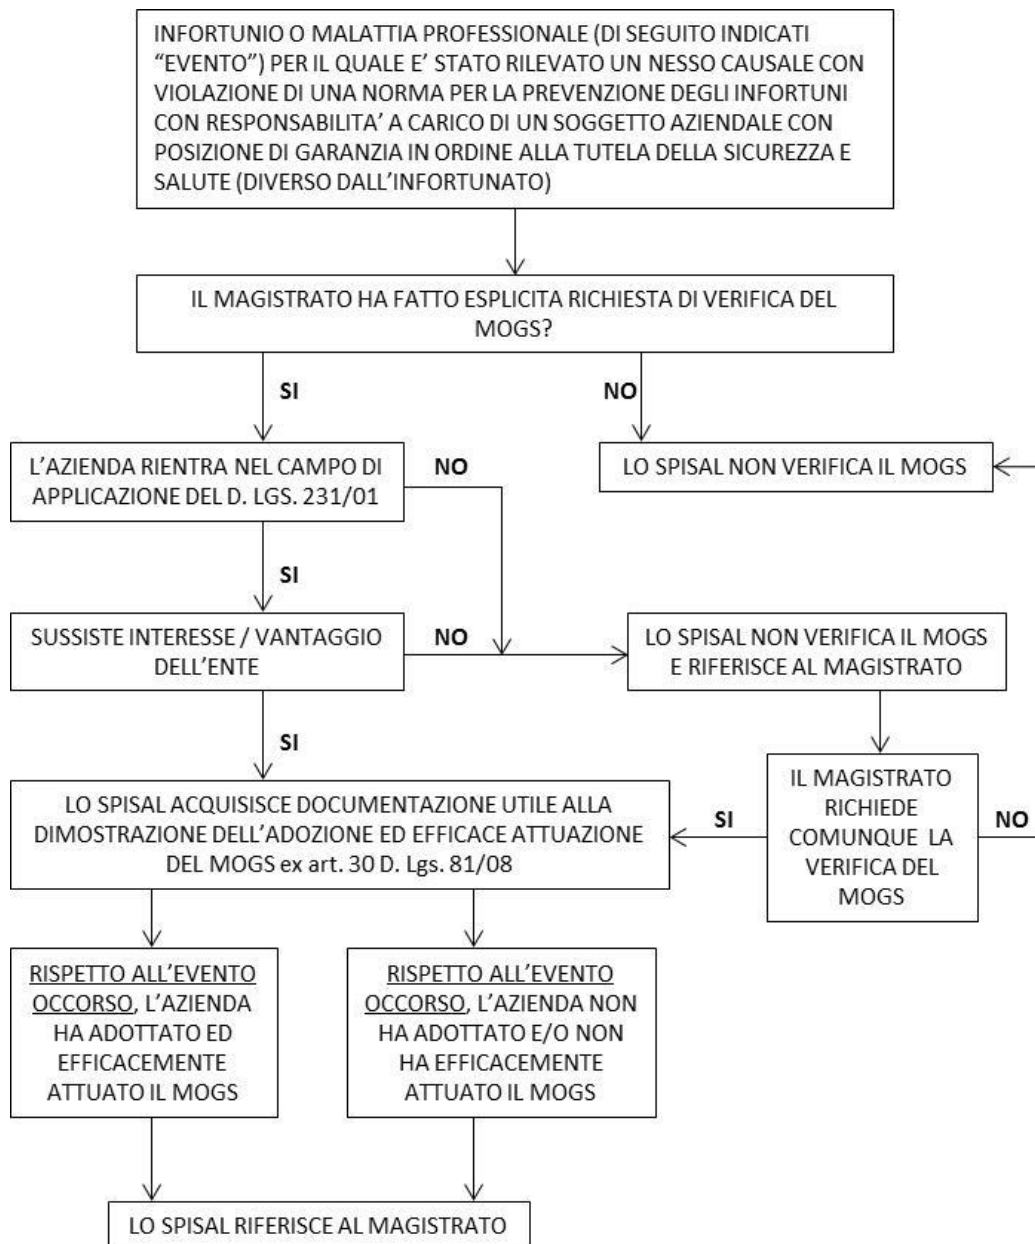 INFORTUNIO O MALATTIA PROFESSIONALE (DI SEGUITO INDICATI
“EVENTO”) PER IL QUALE E’ STATO RILEVATO UN NESSO CAUSALE CON
VIOLAZIONE DI UNA NORMA PER LA PREVENZIONE DEGLI INFORTUNI
CON RESPONSABILITA’ A CARICO DI UN SOGGETTO AZIENDALE CON
POSIZIONE DI GARANZIA IN ORDINE ALLA TUTELA DELLA SICUREZZA E
SALUTE (DIVERSO DALL’INFORTUNATO)
IL MAGISTRATO HA FATTO ESPLICITA RICHIESTA DI VERIFICA DEL
MOGS?
SI
NO
L’AZIENDA RIENTRA NEL CAMPO DI
APPLICAZIONE DEL D. LGS. 231/01
NO
LO SPISAL NON VERIFICA IL MOGS
SI
SUSSISTE INTERESSE / VANTAGGIO
DELL’ENTE
NO
LO SPISAL NON VERIFICA IL MOGS
E RIFERISCE AL MAGISTRATO
SI
LO SPISAL ACQUISISCE DOCUMENTAZIONE UTILE ALLA
DIMOSTRAZIONE DELL’ADOZIONE ED EFFICACE ATTUAZIONE
DEL MOGS ex art. 30 D. Lgs. 81/08
SI
IL MAGISTRATO
RICHIEDE
COMUNQUE LA
VERIFICA DEL
MOGS
NO
RISPETTO ALL’EVENTO
OCCORSO, L’AZIENDA
HA ADOTTATO ED
EFFICACEMENTE
ATTUATO IL MOGS
RISPETTO ALL’EVENTO
OCCORSO, L’AZIENDA NON
HA ADOTTATO E/O NON
HA EFFICACEMENTE
ATTUATO IL MOGS
LO SPISAL RIFERISCE AL MAGISTRATO